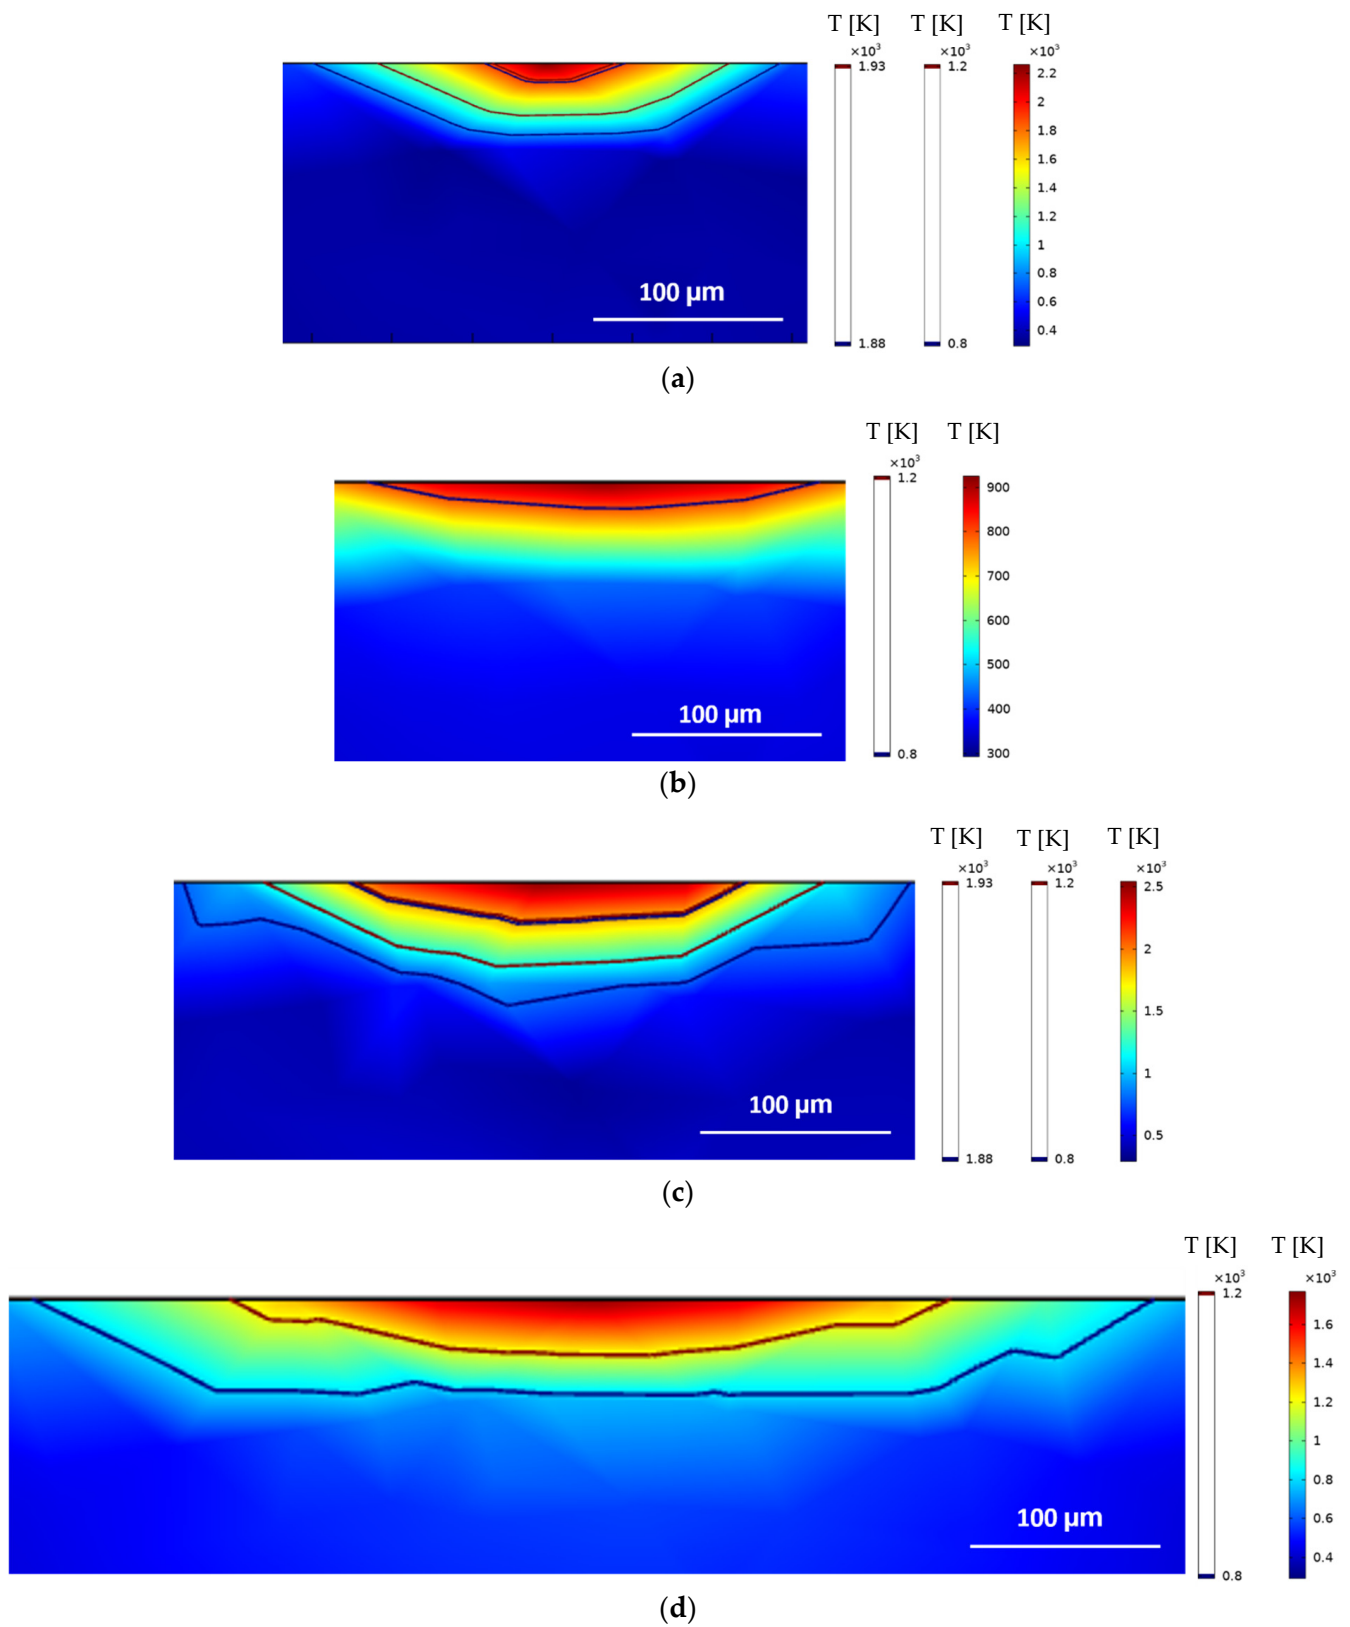 T [K] T [K] T [K]
×10³ ×10³ ×10³
1.93 1.2 2.2
2
1.8
1.6
1.4
1.2
1
0.8
0.6
0.4
1.88 0.8
100 µm
(a)
T [K] T [K]
×10³
1.2 900
800
700
600
500
400
0.8 300
100 µm
(b)
T [K] T [K] T [K]
×10³ ×10³ ×10³
1.93 1.2 2.5
2
1.5
1
0.5
1.88 0.8
100 µm
(c)
T [K] T [K]
×10³ ×10³
1.2
1.6
1.4
1.2
1
0.8
0.6
0.4
0.8
100 µm
(d)